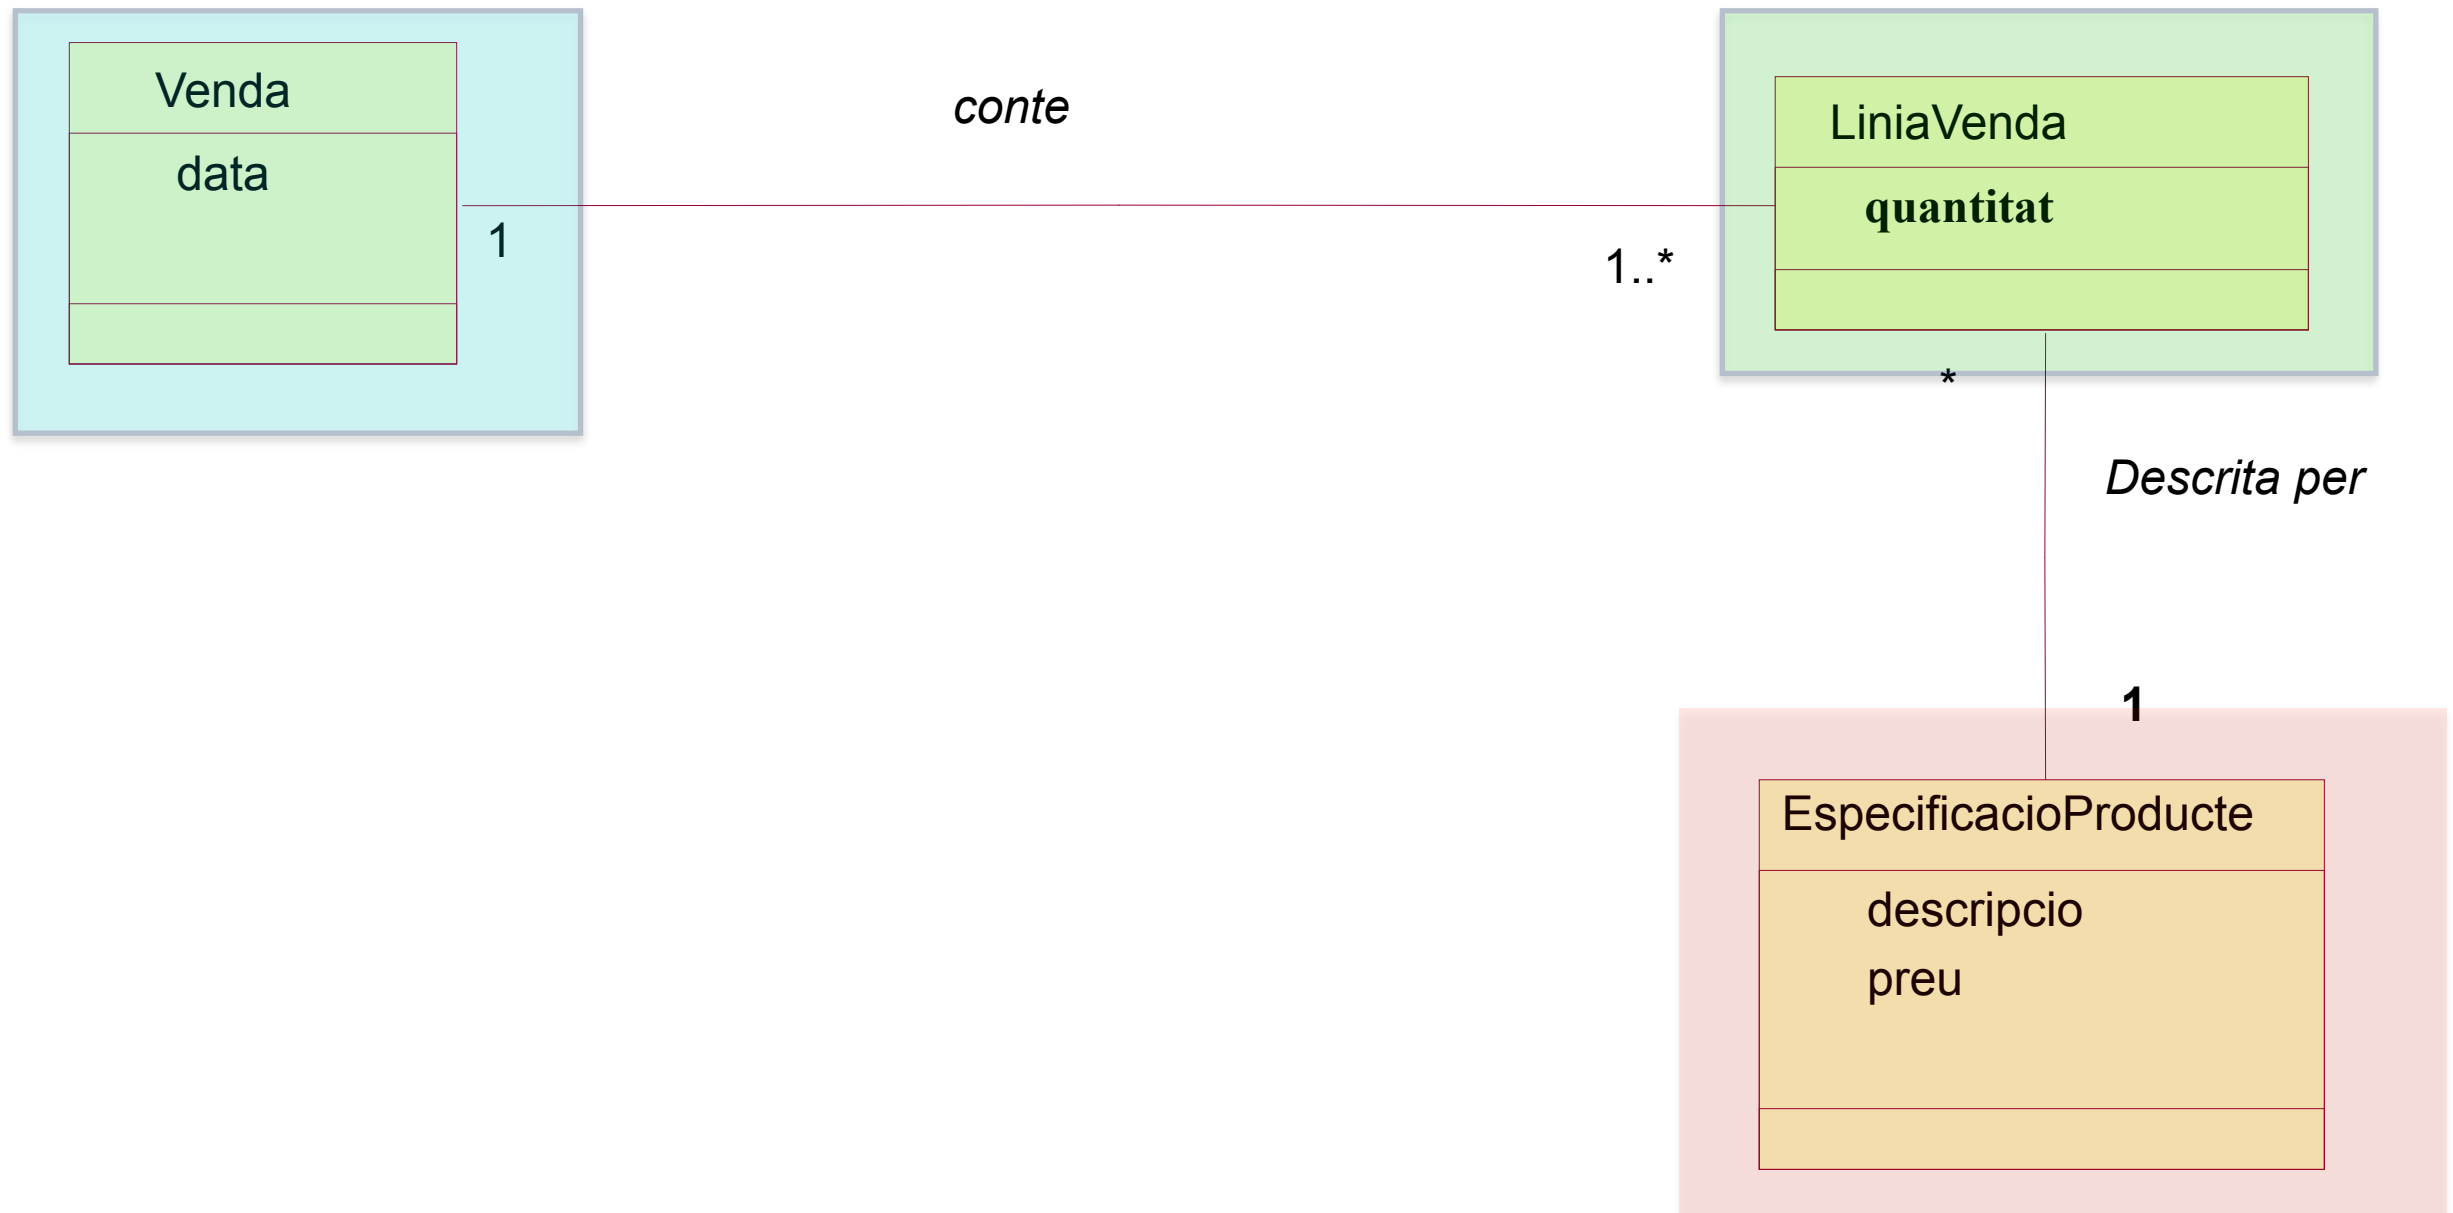 Venda
data
1
conte
1..*
LiniaVenda
quantitat
*
Descrita per
1
EspecificacioProducte
descripcio
preu